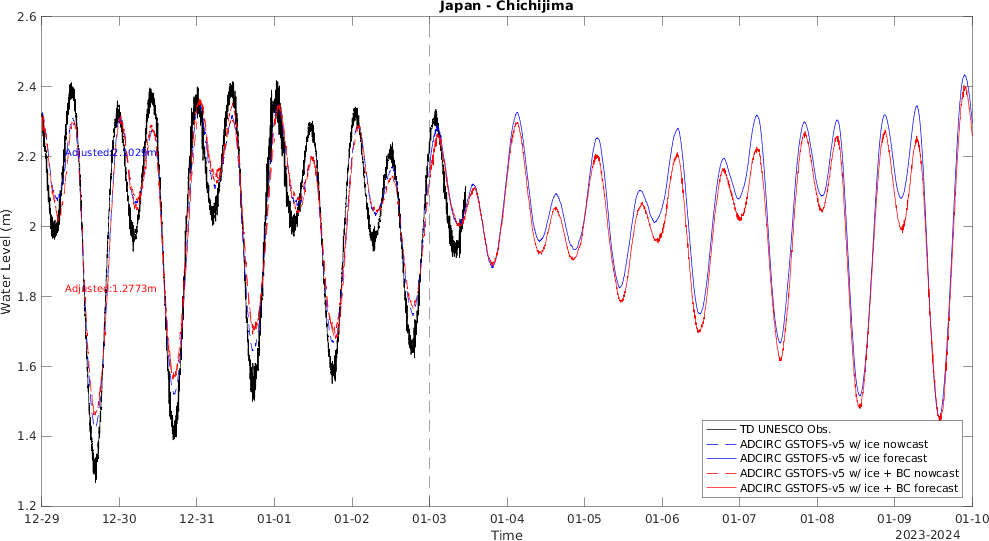 Japan - Chichijima
2.6
2.4
2.2
2
1.8
1.6
1.4
1.2
Water Level (m)
Adjusted:2.1029m
Adjusted:1.2773m
TD UNESCO Obs.
ADCIRC GSTOFS-v5 w/ ice nowcast
ADCIRC GSTOFS-v5 w/ ice forecast
ADCIRC GSTOFS-v5 w/ ice + BC nowcast
ADCIRC GSTOFS-v5 w/ ice + BC forecast
12-29 12-30 12-31 01-01 01-02 01-03 01-04 01-05 01-06 01-07 01-08 01-09 01-10
Time
2023-2024